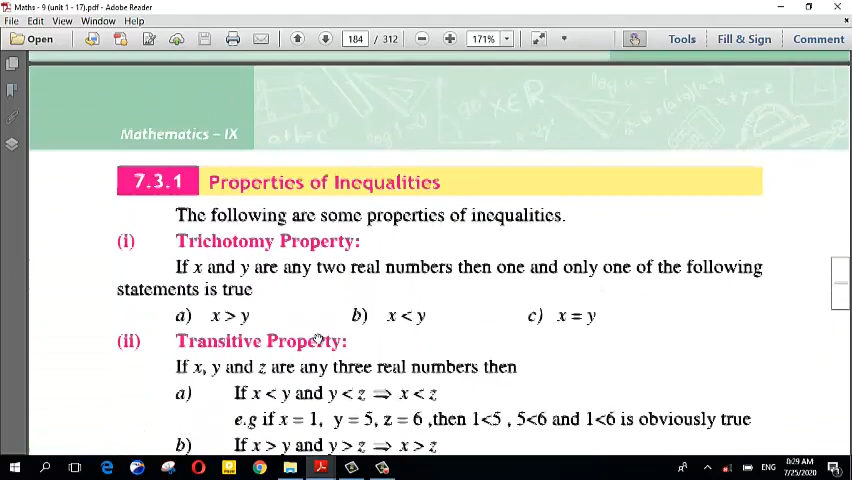 Maths - 9 (unit 1 - 17).pdf - Adobe Reader
File Edit View Window Help
Open 184 / 312 171% Tools Fill & Sign Comment
Mathematics – IX
7.3.1 Properties of Inequalities
The following are some properties of inequalities.
(i) Trichotomy Property:
If x and y are any two real numbers then one and only one of the following
statements is true
a) x > y b) x < y c) x = y
(ii) Transitive Property:
If x, y and z are any three real numbers then
a) If x < y and y < z ⇒ x < z
e.g if x = 1, y = 5, z = 6 ,then 1<5 , 5<6 and 1<6 is obviously true
b) If x > y and y > z ⇒ x > z
ENG 0:29 AM
7/25/2020